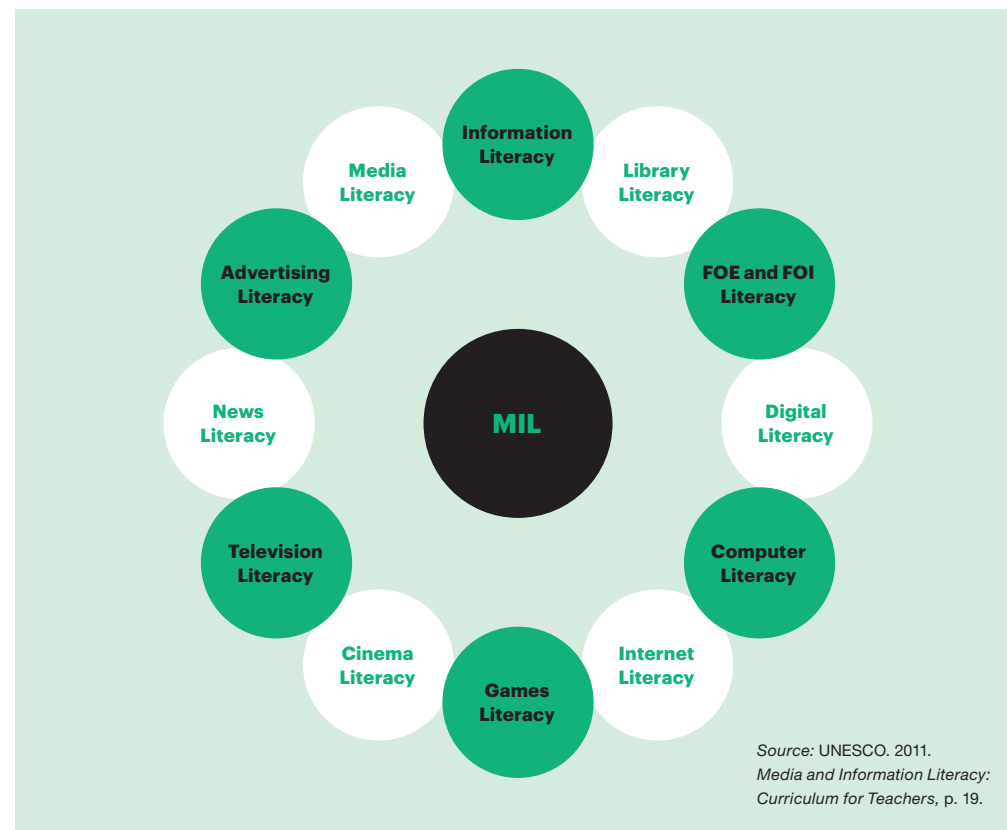 Information
Literacy
Library
Literacy
FOE and FOI
Literacy
Digital
Literacy
Computer
Literacy
Internet
Literacy
Games
Literacy
Cinema
Literacy
Television
Literacy
News
Literacy
Advertising
Literacy
Media
Literacy
MIL
Source: UNESCO. 2011.
Media and Information Literacy:
Curriculum for Teachers, p. 19.